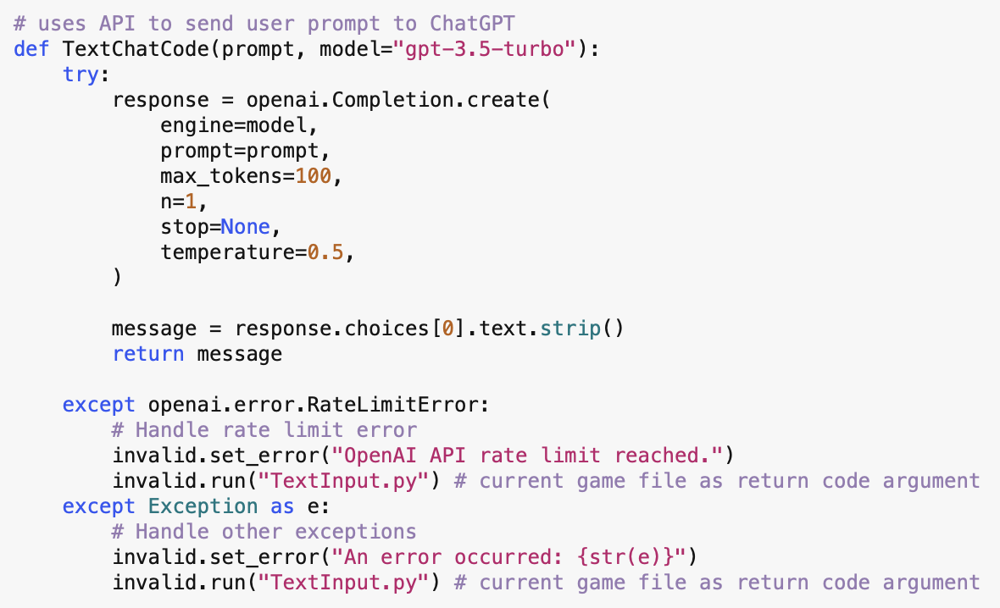 # uses API to send user prompt to ChatGPT
def TextChatCode(prompt, model="gpt-3.5-turbo"):
    try:
        response = openai.Completion.create(
            engine=model,
            prompt=prompt,
            max_tokens=100,
            n=1,
            stop=None,
            temperature=0.5,
        )

        message = response.choices[0].text.strip()
        return message

    except openai.error.RateLimitError:
        # Handle rate limit error
        invalid.set_error("OpenAI API rate limit reached.")
        invalid.run("TextInput.py") # current game file as return code argument
    except Exception as e:
        # Handle other exceptions
        invalid.set_error("An error occurred: {str(e)}")
        invalid.run("TextInput.py") # current game file as return code argument